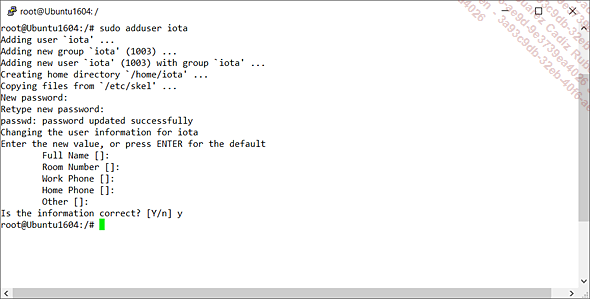 root@Ubuntu1604: /
root@Ubuntu1604:/# sudo adduser iota
Adding user `iota' ...
Adding new group `iota' (1003) ...
Adding new user `iota' (1003) with group `iota' ...
Creating home directory `/home/iota' ...
Copying files from `/etc/skel' ...
New password:
Retype new password:
passwd: password updated successfully
Changing the user information for iota
Enter the new value, or press ENTER for the default
Full Name []:
Room Number []:
Work Phone []:
Home Phone []:
Other []:
Is the information correct? [Y/n] y
root@Ubuntu1604:/#